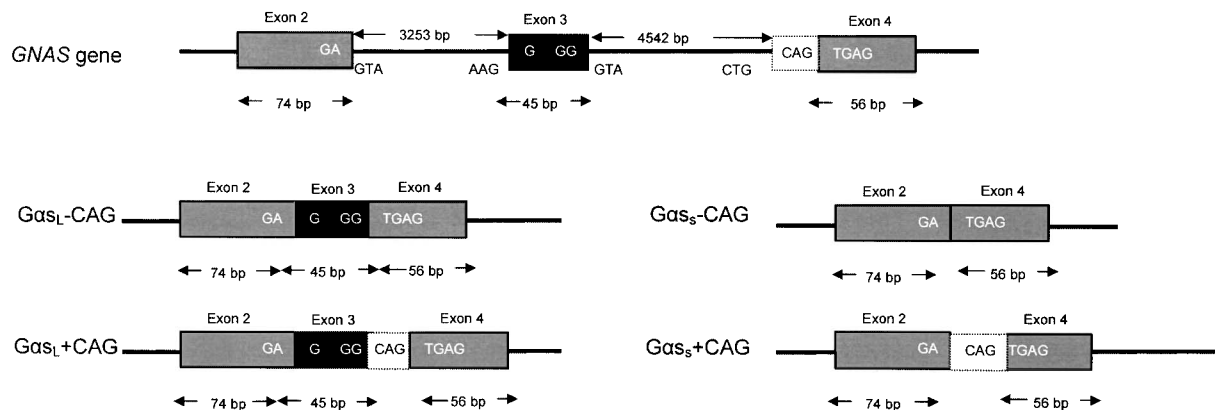 Exon 2 Exon 3 Exon 4
3253 bp 4542 bp
GNAS gene GA G GG CAG TGAG
GTA AAG GTA CTG
74 bp 45 bp 56 bp
Exon 2 Exon 3 Exon 4
GαsL-CAG GA G GG TGAG
74 bp 45 bp 56 bp
Exon 2 Exon 4
Gαss-CAG GA TGAG
74 bp 56 bp
Exon 2 Exon 3 Exon 4
GαsL+CAG GA G GG CAG TGAG
74 bp 45 bp 56 bp
Exon 2 Exon 4
Gαss+CAG GA CAG TGAG
74 bp 56 bp